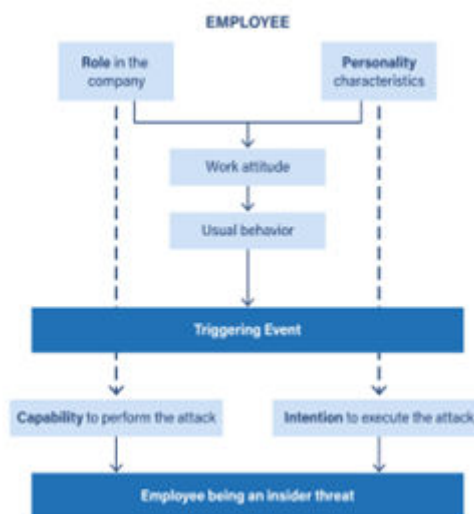 EMPLOYEE
Role in the
company
Personality
characteristics
Work attitude
Usual behavior
Triggering Event
Capability to perform the attack
Intention to execute the attack
Employee being an insider threat